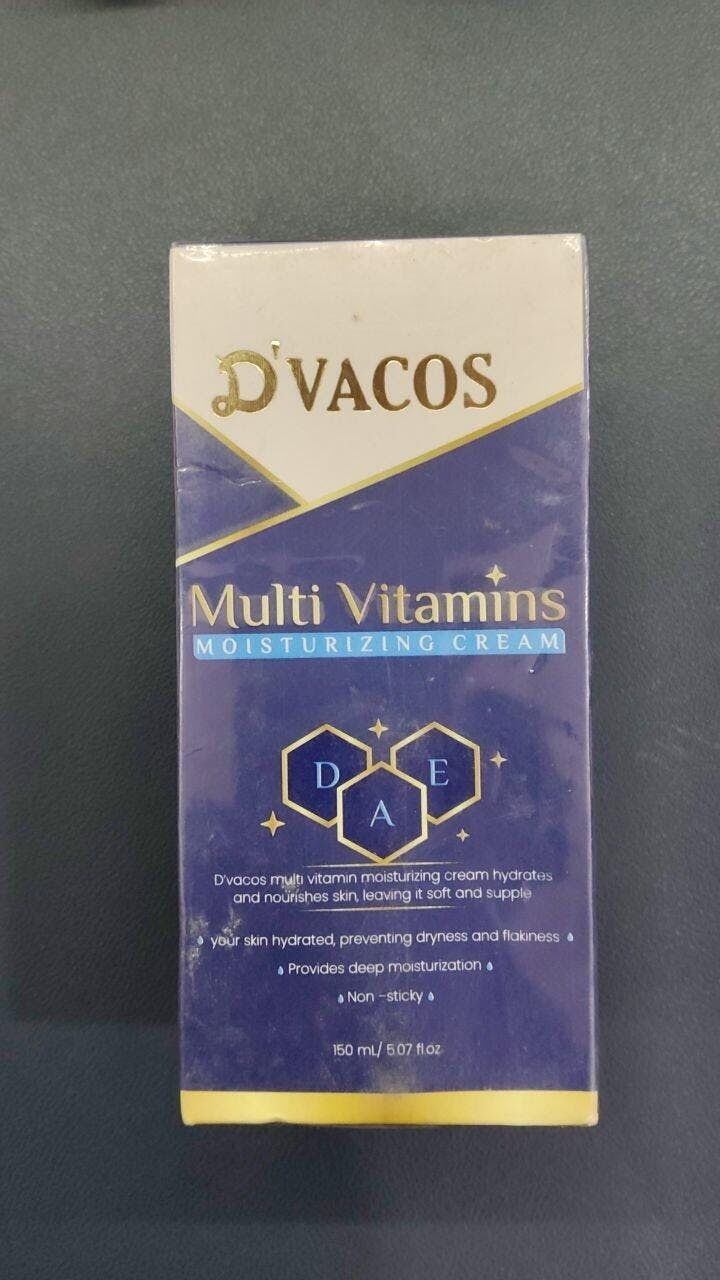 D'VACOS
Multi Vitamins
MOISTURIZING CREAM
D
E
A
D'vacos multi vitamin moisturizing cream hydrates
and nourishes skin, leaving it soft and supple
your skin hydrated, preventing dryness and flakiness
Provides deep moisturization
Non -sticky
150 mL/ 5.07 fl oz